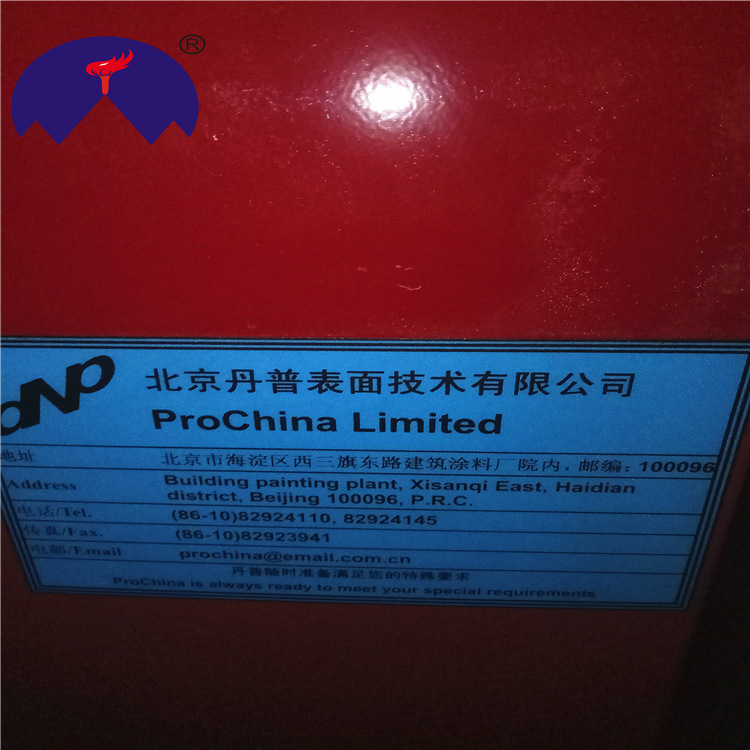 ®
北京丹普表面技术有限公司
ProChina Limited
地址 北京市海淀区西三旗东路建筑涂料厂院内,邮编: 100096
Address Building painting plant, Xisanqi East, Haidian
district, Beijing 100096, P.R.C.
电话/Tel. (86-10)82924110, 82924145
传真/Fax. (86-10)82923941
电邮/Email prochina@email.com.cn
丹普随时准备满足您的特殊要求
ProChina is always ready to meet your special requirements